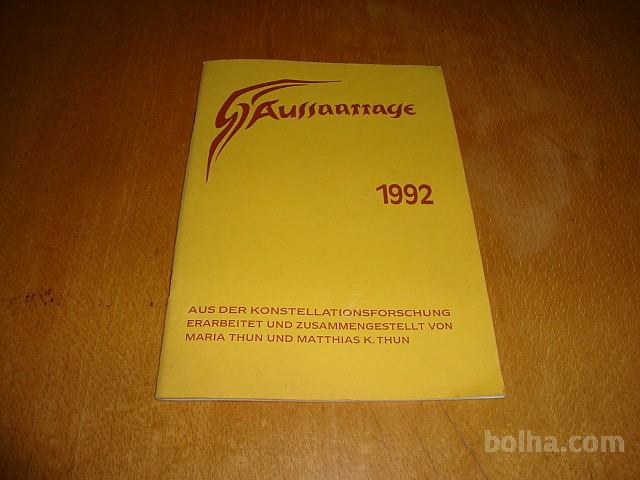 Aussaattage
1992
AUS DER KONSTELLATIONSFORSCHUNG
ERARBEITET UND ZUSAMMENGESTELLT VON
MARIA THUN UND MATTHIAS K. THUN
bolha.com